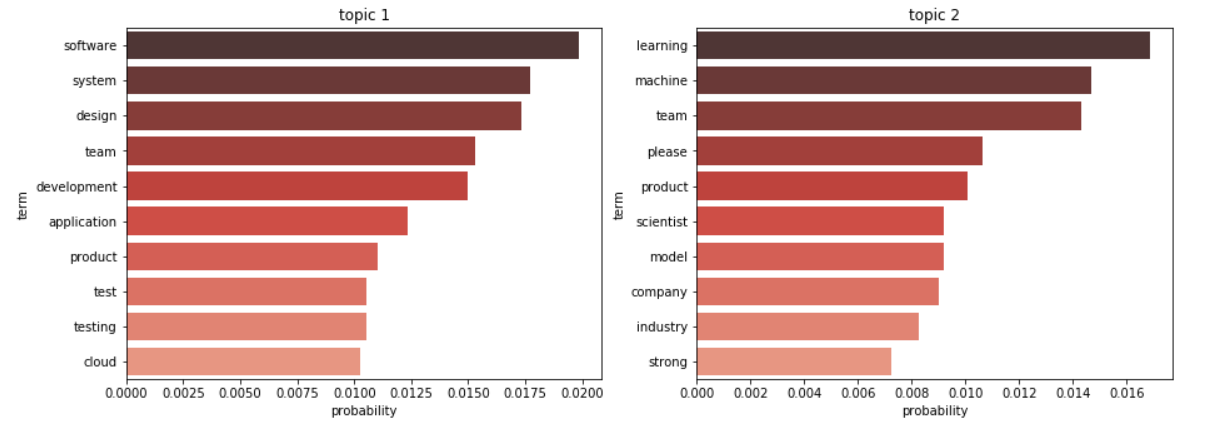 topic 1
term
software
system
design
team
development
application
product
test
testing
cloud
0.0000 0.0025 0.0050 0.0075 0.0100 0.0125 0.0150 0.0175 0.0200
probability
topic 2
term
learning
machine
team
please
product
scientist
model
company
industry
strong
0.000 0.002 0.004 0.006 0.008 0.010 0.012 0.014 0.016
probability